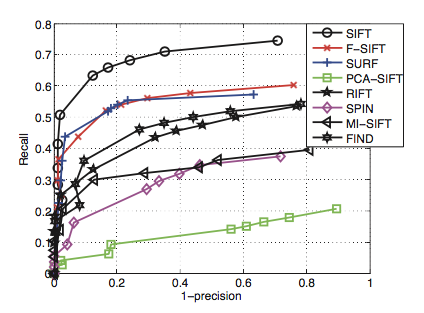 0.8
0.7
0.6
0.5
0.4
0.3
0.2
0.1
0
Recall
0 0.2 0.4 0.6 0.8 1
1-precision
SIFT
F-SIFT
SURF
PCA-SIFT
RIFT
SPIN
MI-SIFT
FIND